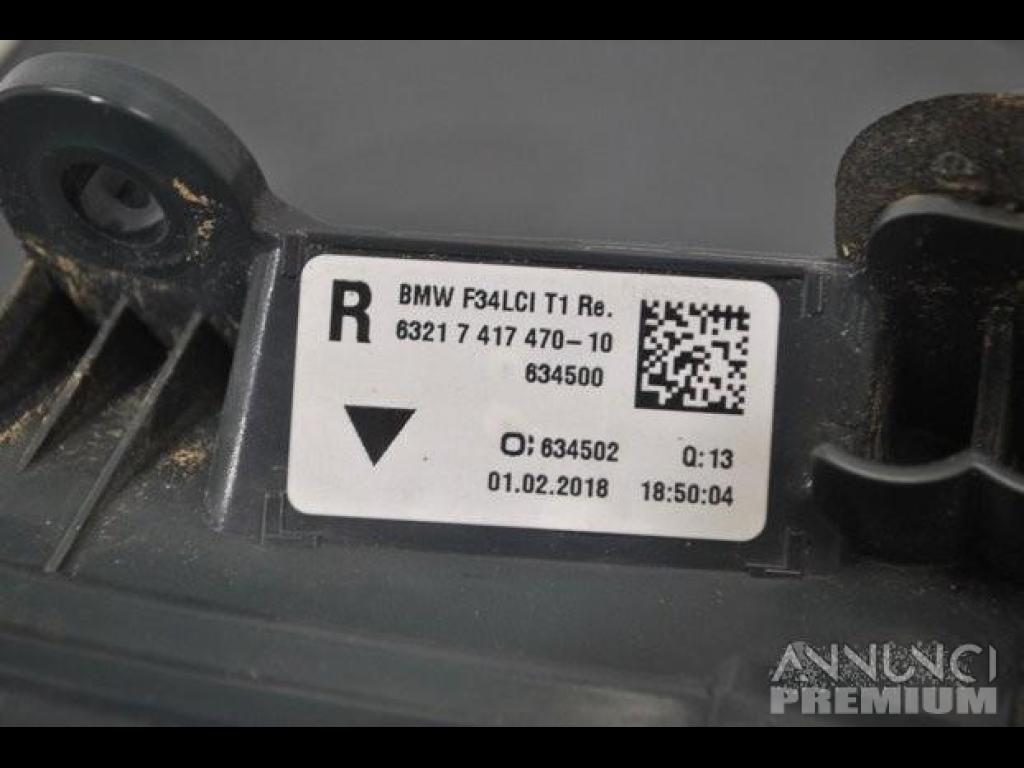 R
BMW F34LCI T1 Re.
6321 7 417 470-10
634500
O; 634502 Q: 13
01.02.2018 18:50:04
ANNUNCI
PREMIUM